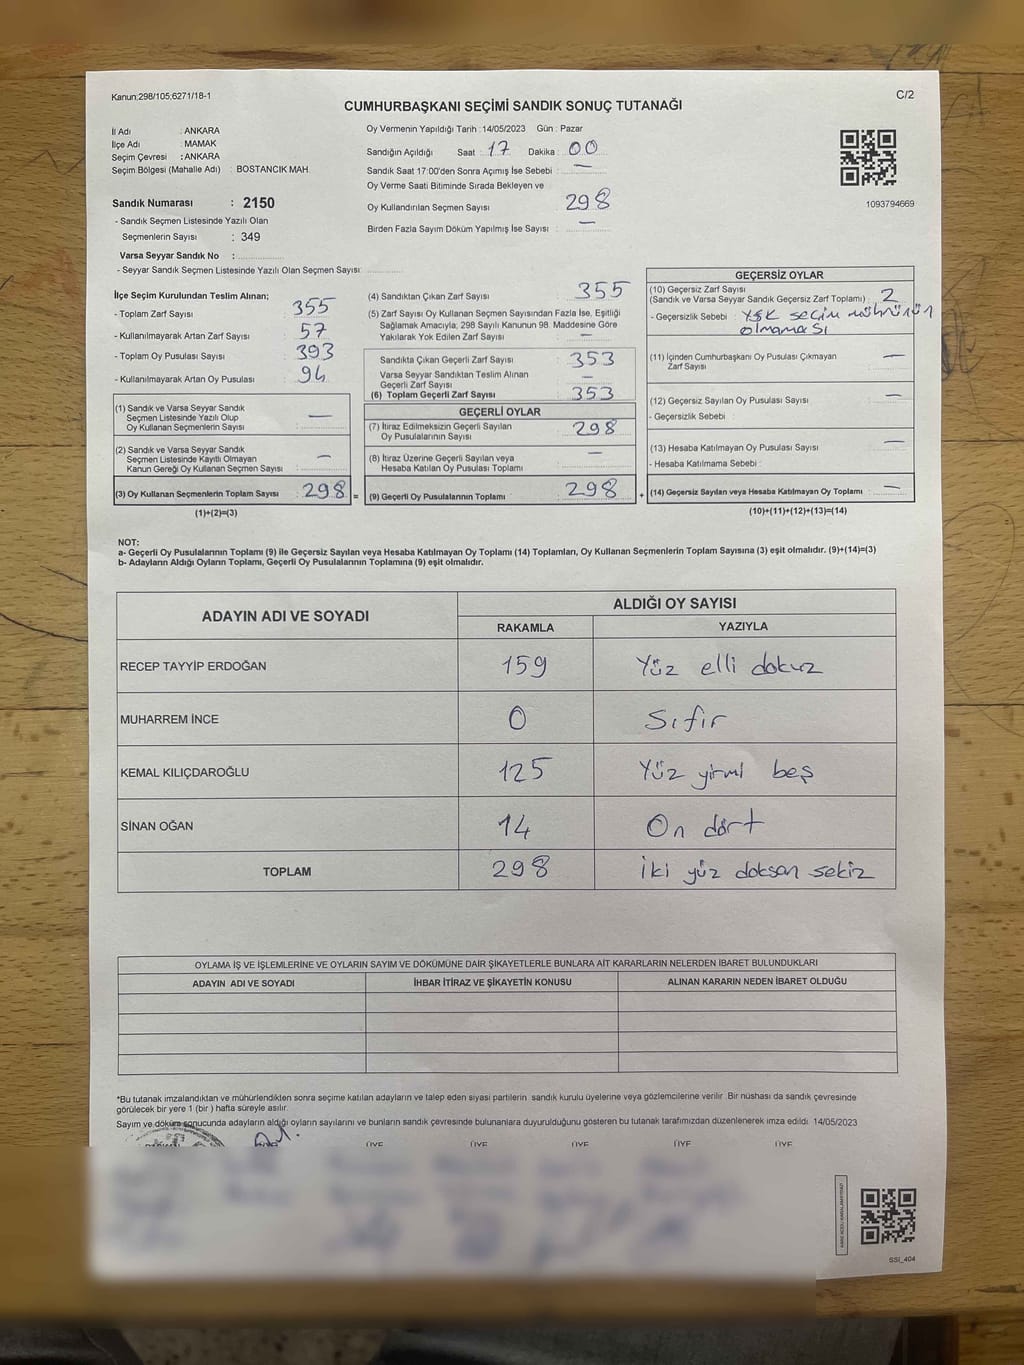 Kanun:298/105;6271/18-1
C/2
CUMHURBAŞKANI SEÇİMİ SANDIK SONUÇ TUTANAĞI
İl Adı : ANKARA
İlçe Adı : MAMAK
Seçim Çevresi : ANKARA
Seçim Bölgesi (Mahalle Adı) : BOSTANCIK MAH.
Oy Vermenin Yapıldığı Tarih : 14/05/2023 Gün : Pazar
Sandığın Açıldığı Saat : 17 Dakika : 00
Sandık Saat 17:00'den Sonra Açımış İse Sebebi : —
Oy Verme Saati Bitiminde Sırada Bekleyen ve
Oy Kullandırılan Seçmen Sayısı : 298
Birden Fazla Sayım Döküm Yapılmış İse Sayısı : —
1093794669
Sandık Numarası : 2150
- Sandık Seçmen Listesinde Yazılı Olan
Seçmenlerin Sayısı : 349
Varsa Seyyar Sandık No :
- Seyyar Sandık Seçmen Listesinde Yazılı Olan Seçmen Sayısı:
İlçe Seçim Kurulundan Teslim Alınan;
- Toplam Zarf Sayısı : 355
- Kullanılmayarak Artan Zarf Sayısı : 57
- Toplam Oy Pusulası Sayısı : 393
- Kullanılmayarak Artan Oy Pusulası : 94
(1) Sandık ve Varsa Seyyar Sandık
Seçmen Listesinde Yazılı Olup
Oy Kullanan Seçmenlerin Sayısı : —
(2) Sandık ve Varsa Seyyar Sandık
Seçmen Listesinde Kayıtlı Olmayan
Kanun Gereği Oy Kullanan Seçmen Sayısı : —
(3) Oy Kullanan Seçmenlerin Toplam Sayısı : 298 =
(1)+(2)=(3)
(4) Sandıktan Çıkan Zarf Sayısı : 355
(5) Zarf Sayısı Oy Kullanan Seçmen Sayısından Fazla İse, Eşitliği
Sağlamak Amacıyla; 298 Sayılı Kanunun 98. Maddesine Göre
Yakılarak Yok Edilen Zarf Sayısı : —
Sandıkta Çıkan Geçerli Zarf Sayısı : 353
Varsa Seyyar Sandıktan Teslim Alınan
Geçerli Zarf Sayısı : —
(6) Toplam Geçerli Zarf Sayısı : 353
GEÇERLİ OYLAR
(7) İtiraz Edilmeksizin Geçerli Sayılan
Oy Pusulalarının Sayısı : 298
(8) İtiraz Üzerine Geçerli Sayılan veya
Hesaba Katılan Oy Pusulası Toplamı : —
(9) Geçerli Oy Pusulalarının Toplamı : 298 +
GEÇERSİZ OYLAR
(10) Geçersiz Zarf Sayısı
(Sandık ve Varsa Seyyar Sandık Geçersiz Zarf Toplamı) : 2
- Geçersizlik Sebebi : YSK seçim mührünün
olmaması
(11) İçinden Cumhurbaşkanı Oy Pusulası Çıkmayan
Zarf Sayısı : —
(12) Geçersiz Sayılan Oy Pusulası Sayısı : —
- Geçersizlik Sebebi :
(13) Hesaba Katılmayan Oy Pusulası Sayısı : —
- Hesaba Katılmama Sebebi :
(14) Geçersiz Sayılan veya Hesaba Katılmayan Oy Toplamı : —
(10)+(11)+(12)+(13)=(14)
NOT:
a- Geçerli Oy Pusulalarının Toplamı (9) ile Geçersiz Sayılan veya Hesaba Katılmayan Oy Toplamı (14) Toplamları, Oy Kullanan Seçmenlerin Toplam Sayısına (3) eşit olmalıdır. (9)+(14)=(3)
b- Adayların Aldığı Oyların Toplamı, Geçerli Oy Pusulalarının Toplamına (9) eşit olmalıdır.
ADAYIN ADI VE SOYADI
ALDIĞI OY SAYISI
RAKAMLA YAZIYLA
RECEP TAYYİP ERDOĞAN 159 Yüz elli dokuz
MUHARREM İNCE 0 Sıfır
KEMAL KILIÇDAROĞLU 125 Yüz yirmi beş
SİNAN OĞAN 14 On dört
TOPLAM 298 iki yüz doksan sekiz
OYLAMA İŞ VE İŞLEMLERİNE VE OYLARIN SAYIM VE DÖKÜMÜNE DAİR ŞİKAYETLERLE BUNLARA AİT KARARLARIN NELERDEN İBARET BULUNDUKLARI
ADAYIN ADI VE SOYADI İHBAR İTİRAZ VE ŞİKAYETİN KONUSU ALINAN KARARIN NEDEN İBARET OLDUĞU
*Bu tutanak imzalandıktan ve mühürlendikten sonra seçime katılan adayların ve talep eden siyasi partilerin sandık kurulu üyelerine veya gözlemcilerine verilir. Bir nüshası da sandık çevresinde
görülecek bir yere 1 (bir ) hafta süreyle asılır.
Sayım ve döküm sonucunda adayların aldığı oyların sayılarını ve bunların sandık çevresinde bulunanlara duyurulduğunu gösteren bu tutanak tarafımızdan düzenlenerek imza edildi. 14/05/2023
ÜYE ÜYE ÜYE ÜYE ÜYE
SSI_404